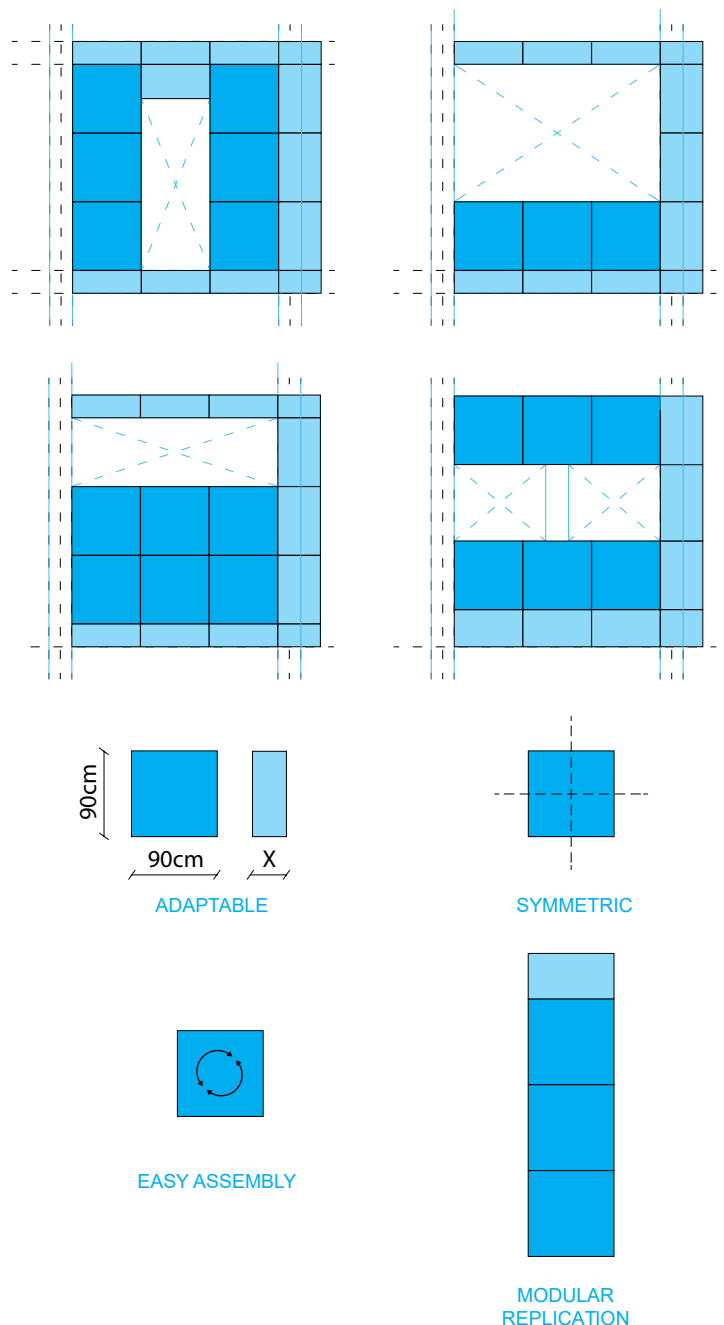 90cm
90cm
X
ADAPTABLE
SYMMETRIC
EASY ASSEMBLY
MODULAR
REPLICATION